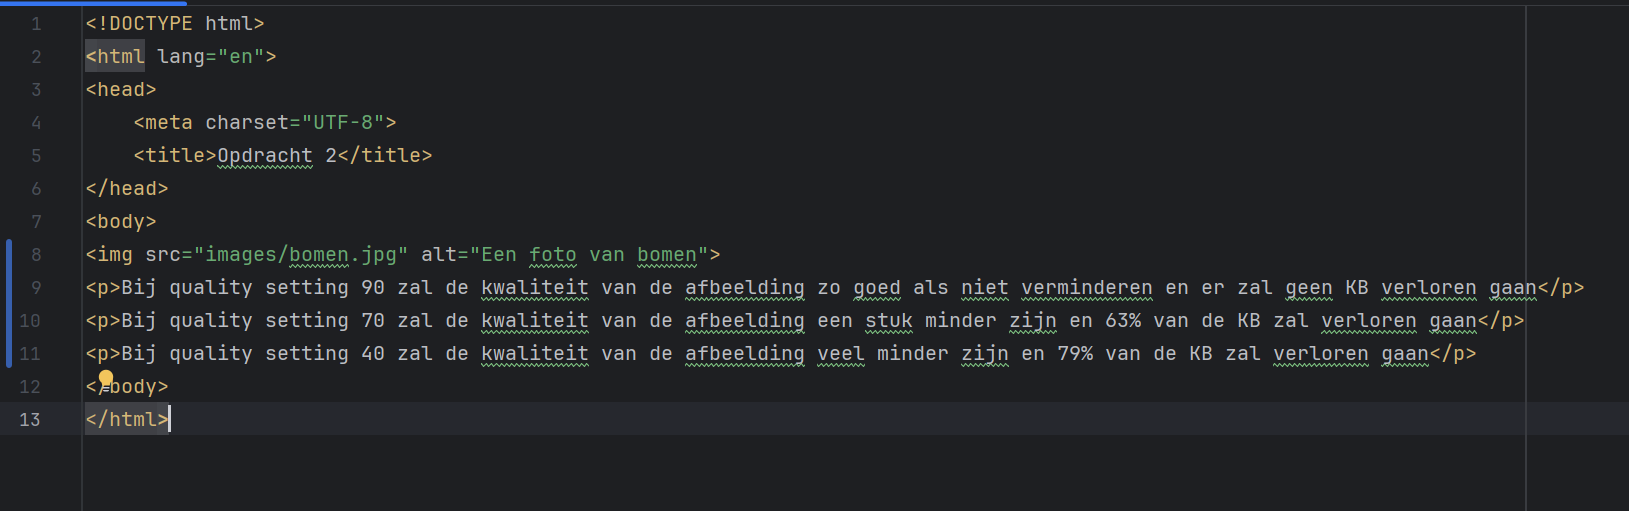 1 <!DOCTYPE html>
2 <html lang="en">
3 <head>
4     <meta charset="UTF-8">
5     <title>Opdracht 2</title>
6 </head>
7 <body>
8 <img src="images/bomen.jpg" alt="Een foto van bomen">
9 <p>Bij quality setting 90 zal de kwaliteit van de afbeelding zo goed als niet verminderen en er zal geen KB verloren gaan</p>
10 <p>Bij quality setting 70 zal de kwaliteit van de afbeelding een stuk minder zijn en 63% van de KB zal verloren gaan</p>
11 <p>Bij quality setting 40 zal de kwaliteit van de afbeelding veel minder zijn en 79% van de KB zal verloren gaan</p>
12 </body>
13 </html>